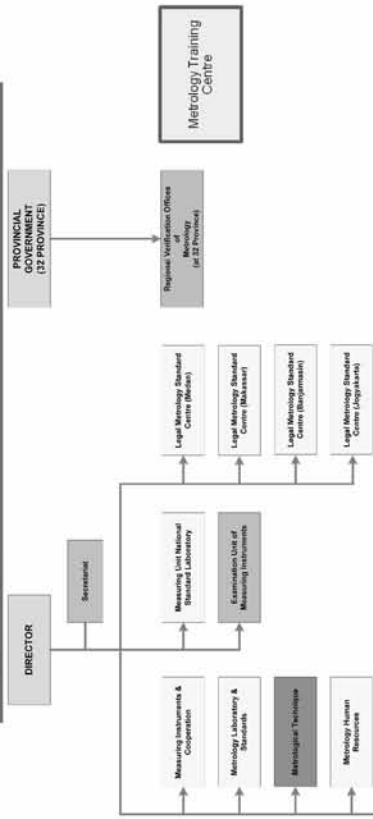 DIRECTOR
Secretariat
Measuring Instruments &
Cooperation
Metrology Laboratory &
Standards
Metrological Technique
Metrology Human
Resources
Measuring Unit National
Standard Laboratory
Examination Unit of
Measuring Instruments
Legal Metrology Standard
Centre (Medan)
Legal Metrology Standard
Centre (Makassar)
Legal Metrology Standard
Centre (Banjarmasin)
Legal Metrology Standard
Centre (Jogyakarta)
PROVINCIAL
GOVERNMENT
(32 PROVINCE)
Regional Verification Offices
of
Metrology
(at 32 Province)
Metrology Training
Centre